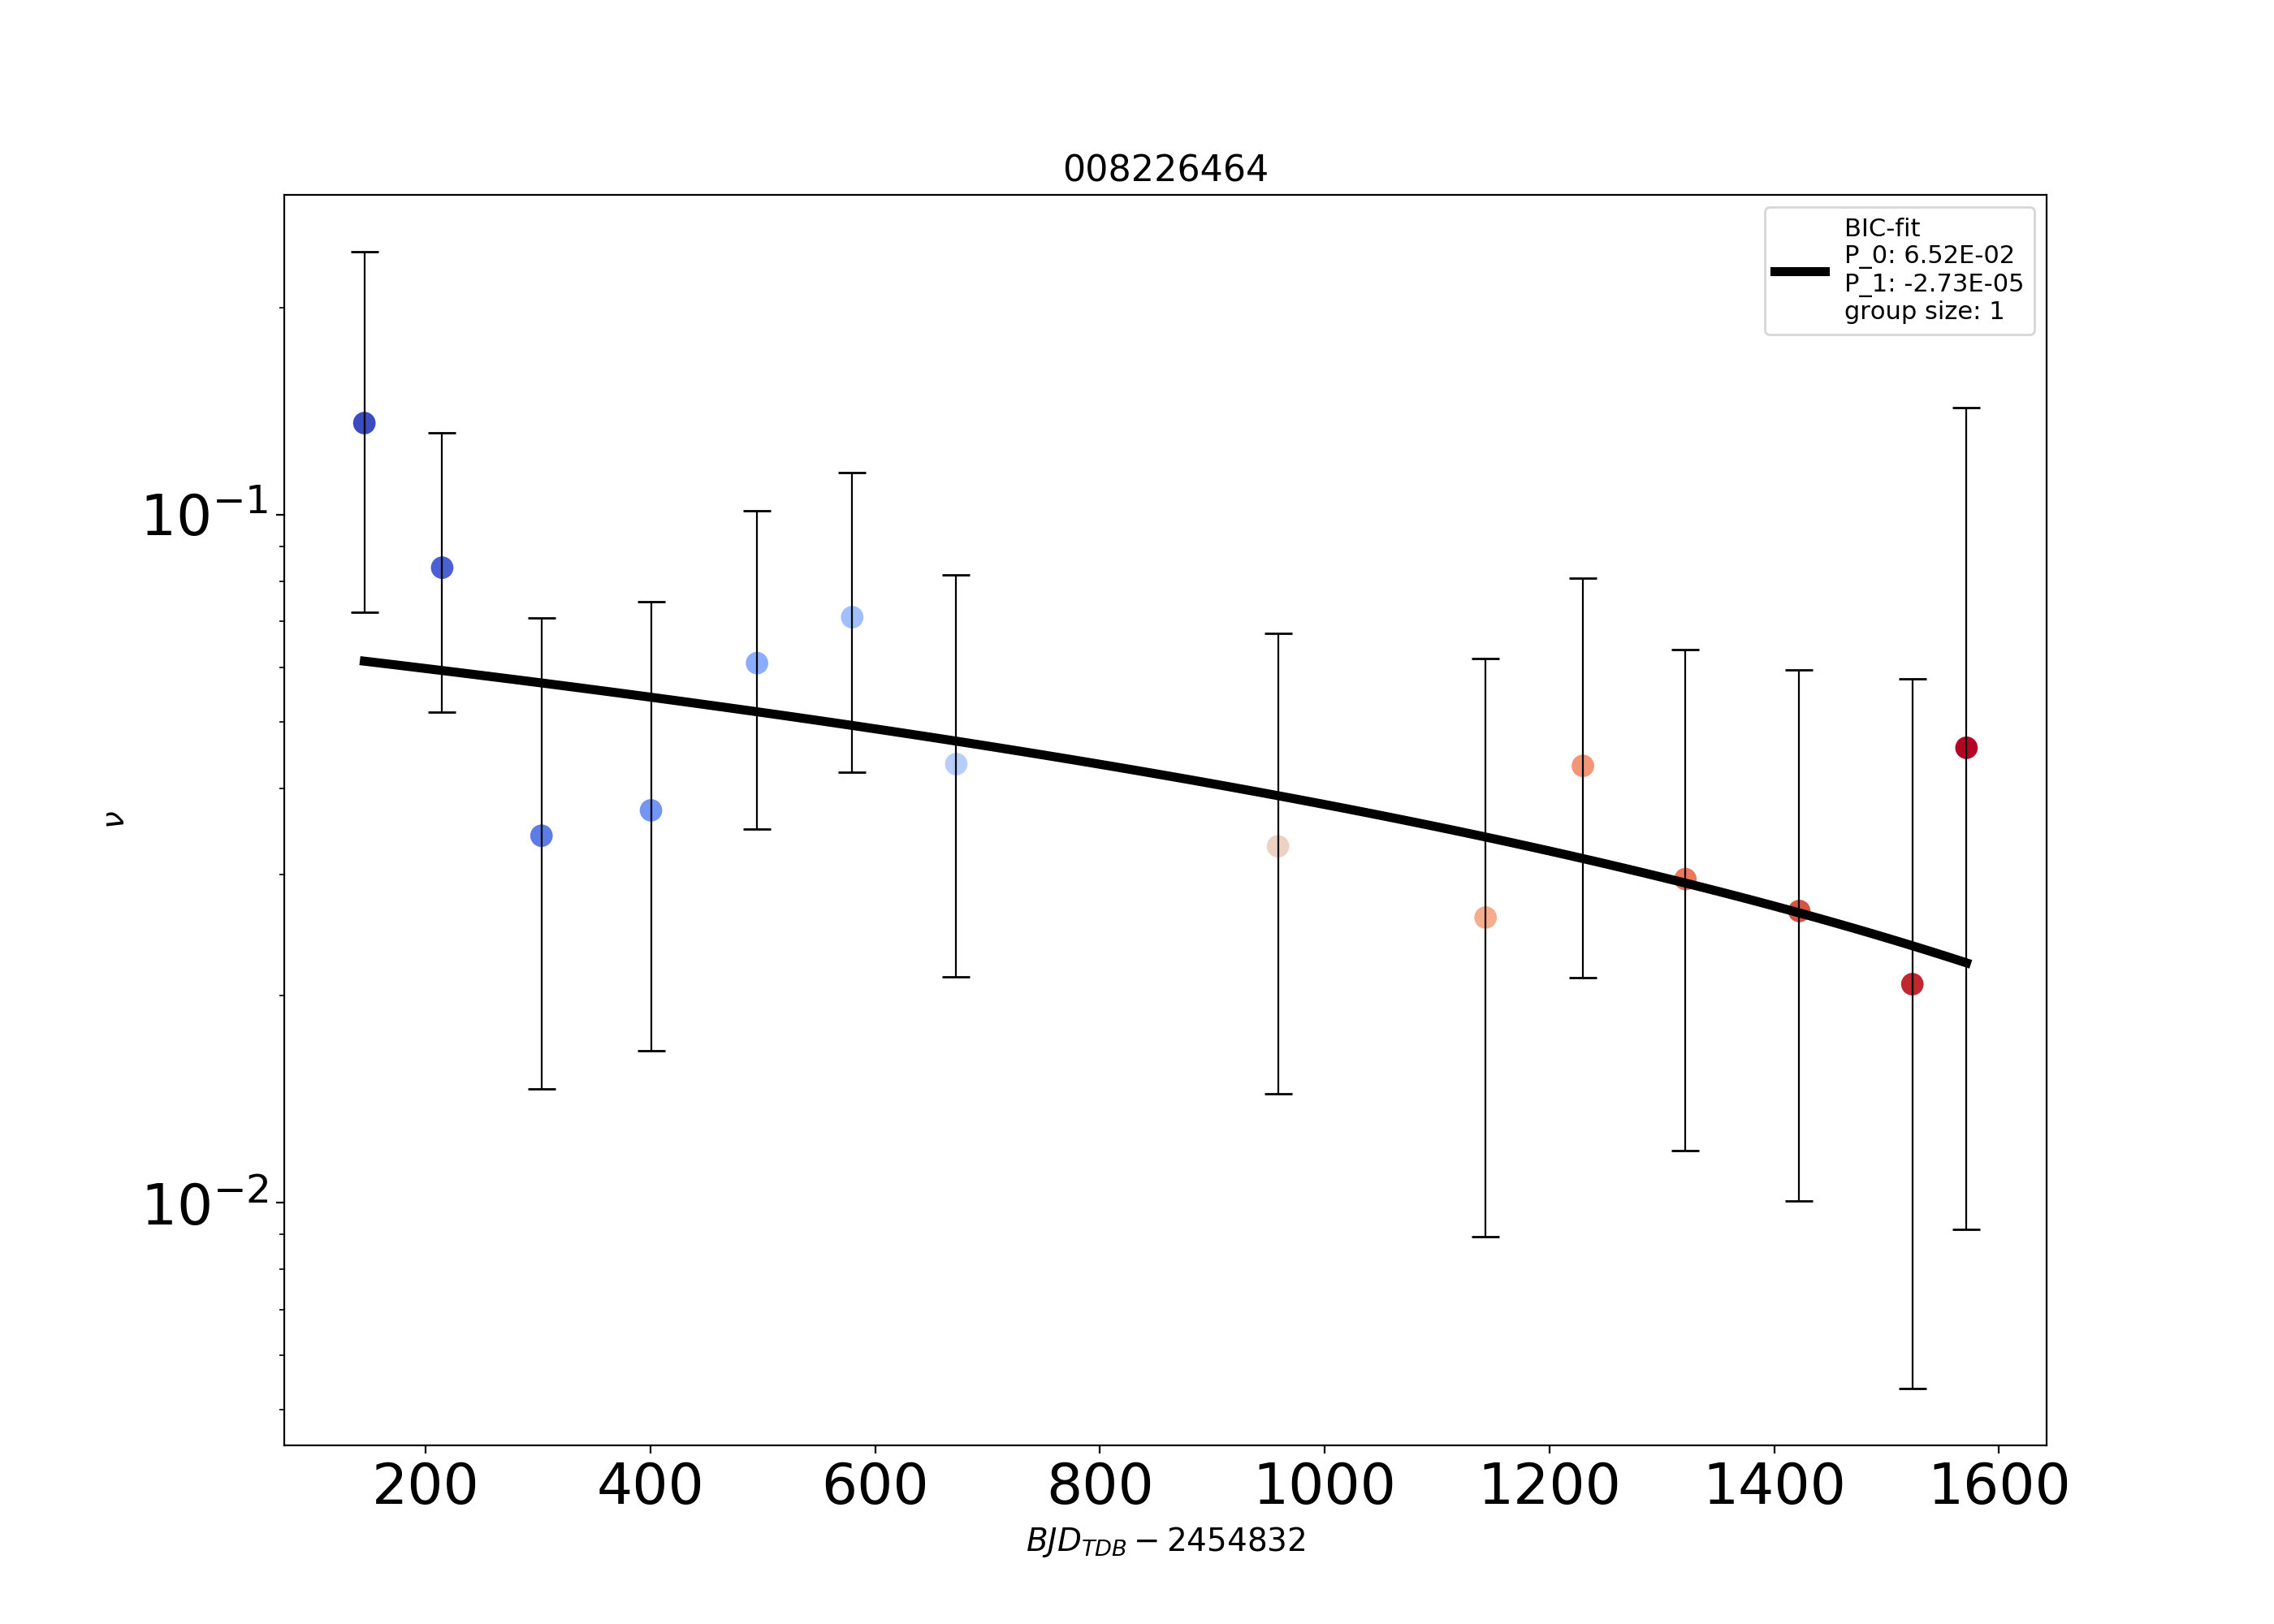 008226464
BIC-fit
P_0: 6.52E-02
P_1: -2.73E-05
group size: 1
10⁻¹
10⁻²
ν
200 400 600 800 1000 1200 1400 1600
BJD_TDB − 2454832